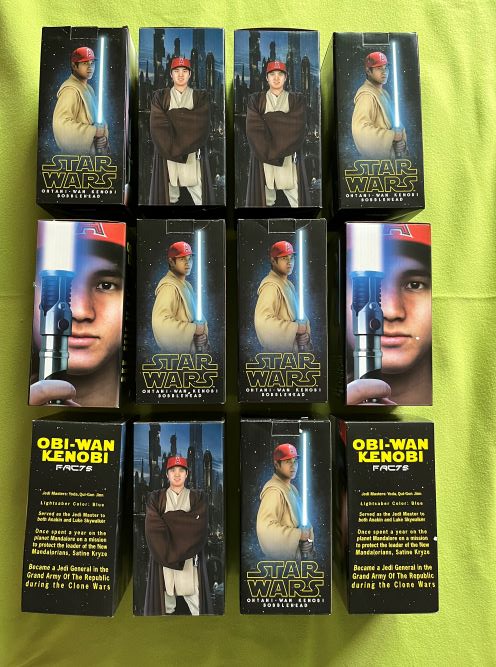 STAR
WARS
OHTANI-WAN KENOBI
BOBBLEHEAD
STAR
WARS
OHTANI-WAN KENOBI
BOBBLEHEAD
A
STAR
WARS
OHTANI-WAN KENOBI
BOBBLEHEAD
STAR
WARS
OHTANI-WAN KENOBI
BOBBLEHEAD
A
OBI-WAN
KENOBI
FACTS
Jedi Masters: Yoda, Qui-Gon Jinn
Lightsaber Color: Blue
Served as the Jedi Master to
both Anakin and Luke Skywalker
Once spent a year on the
planet Mandalore on a mission
to protect the leader of the New
Mandalorians, Satine Kryze
Became a Jedi General in the
Grand Army Of The Republic
during the Clone Wars
STAR
WARS
OHTANI-WAN KENOBI
BOBBLEHEAD
OBI-WAN
KENOBI
FACTS
Jedi Masters: Yoda, Qui-Gon Jinn
Lightsaber Color: Blue
Served as the Jedi Master to
both Anakin and Luke Skywalker
Once spent a year on the
planet Mandalore on a mission
to protect the leader of the New
Mandalorians, Satine Kryze
Became a Jedi General in the
Grand Army Of The Republic
during the Clone Wars